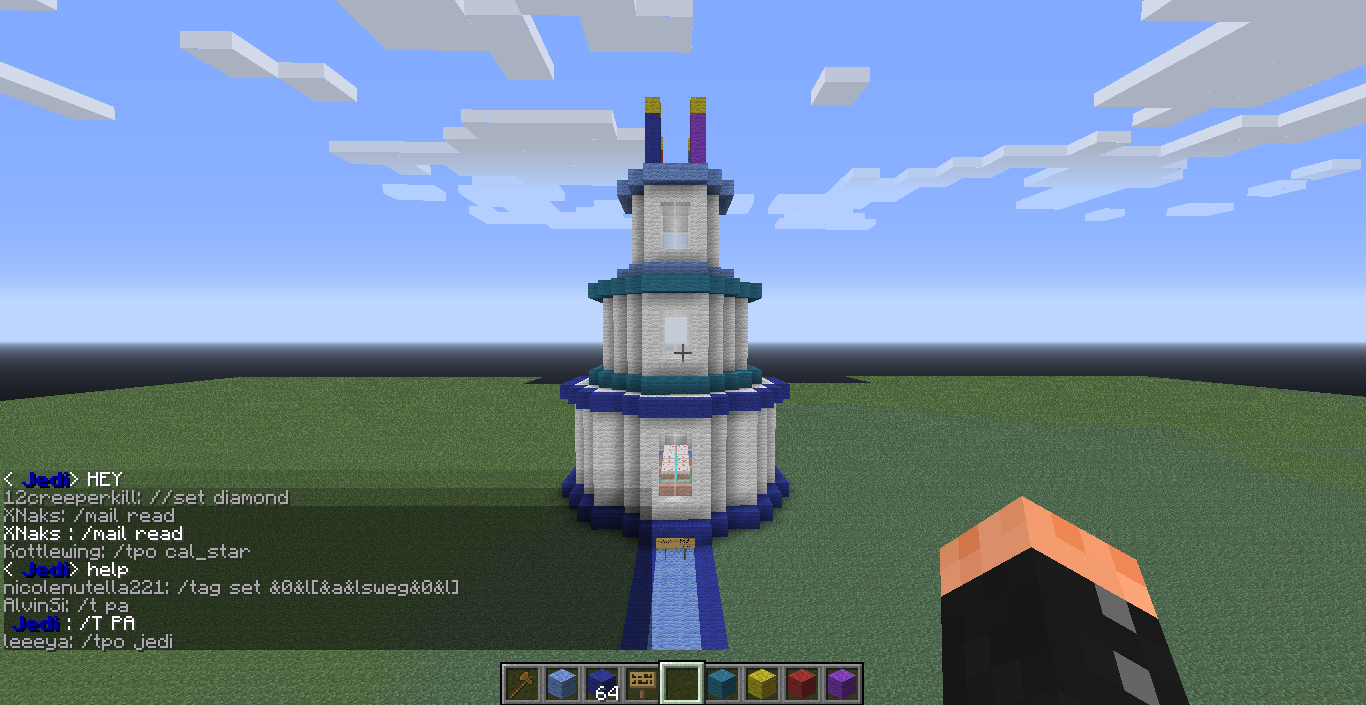 < Jedi> HEY
12creeperkill: //set diamond
XNaks: /mail read
XNaks : /mail read
Kottlewing: /tpo cal_star
< Jedi> help
nicolenutella221: /tag set &0&l[&a&lsweg&0&l]
Alvin5i: /t pa
Jedi : /T PA
leeeya: /tpo jedi
64